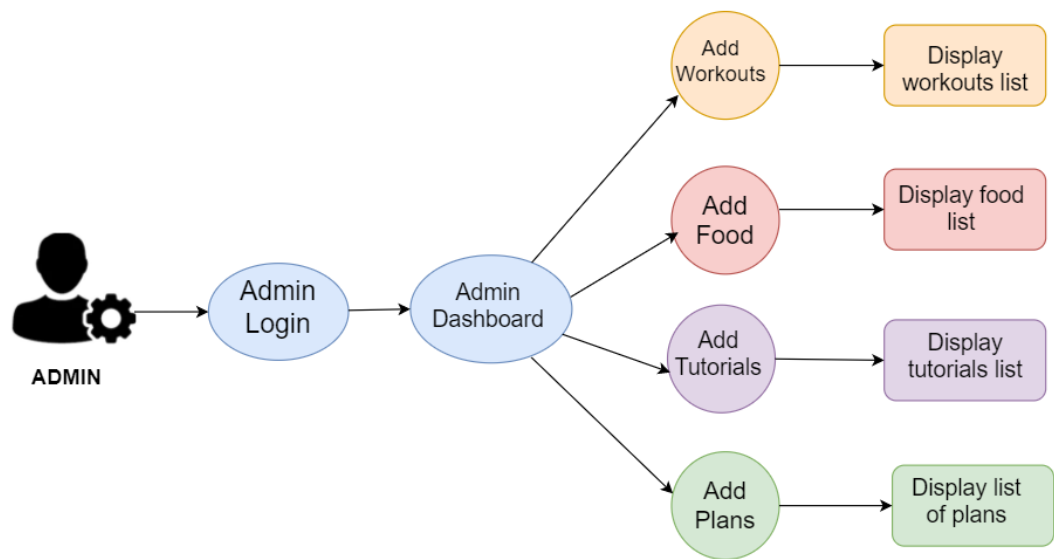 ADMIN
Admin
Login
Admin
Dashboard
Add
Workouts
Display
workouts list
Add
Food
Display food
list
Add
Tutorials
Display
tutorials list
Add
Plans
Display list
of plans